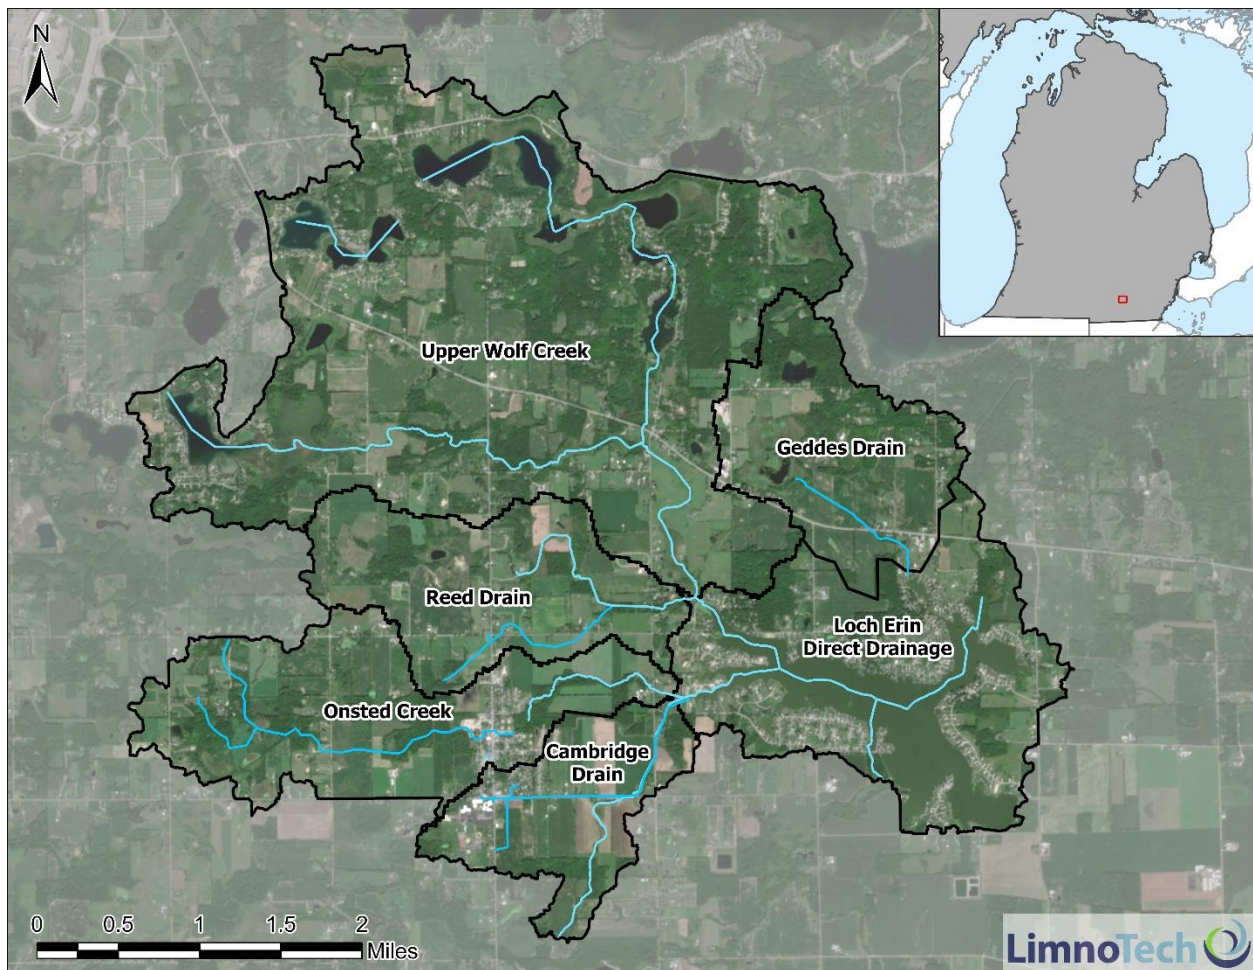 N
Upper Wolf Creek
Geddes Drain
Reed Drain
Loch Erin
Direct Drainage
Onsted Creek
Cambridge
Drain
0 0.5 1 1.5 2
Miles
LimnoTech